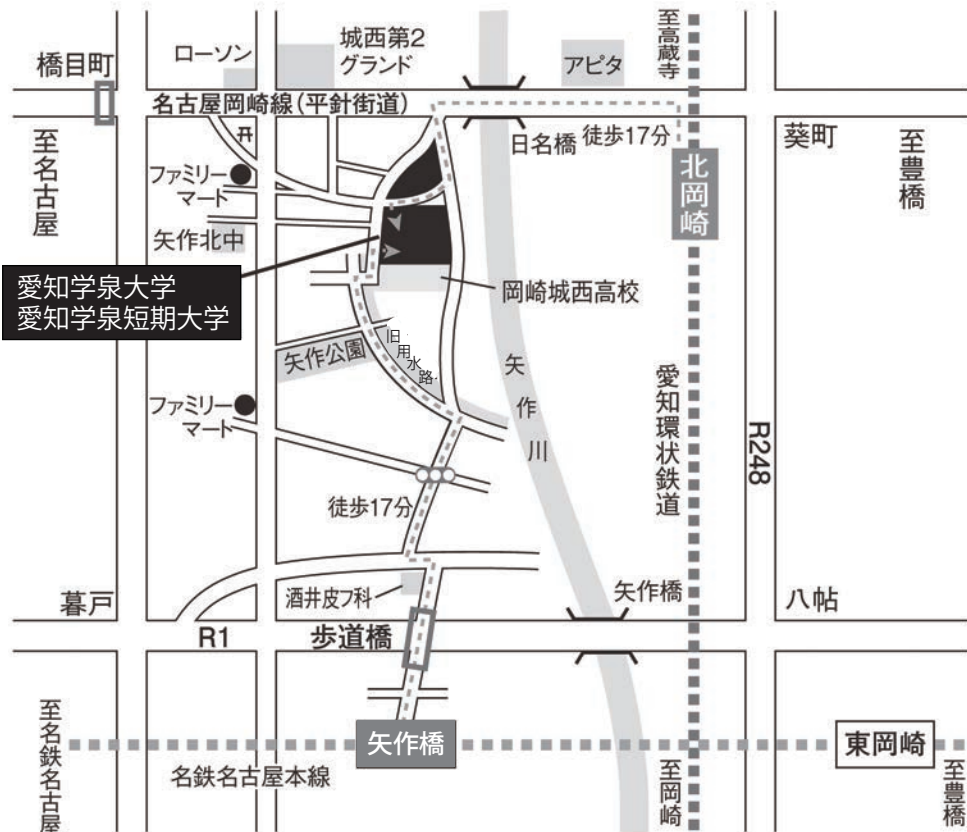 至高蔵寺
城西第2
グランド
ローソン
アピタ
橋目町
名古屋岡崎線(平針街道)
日名橋
徒歩17分
葵町
至名古屋
至豊橋
北岡崎
ファミリー
マート
矢作北中
愛知学泉大学
愛知学泉短期大学
岡崎城西高校
旧用水路
矢作公園
矢作川
愛知環状鉄道
R248
ファミリー
マート
徒歩17分
酒井皮フ科
矢作橋
暮戸
八帖
R1
歩道橋
至名鉄名古屋
矢作橋
東岡崎
名鉄名古屋本線
至岡崎
至豊橋